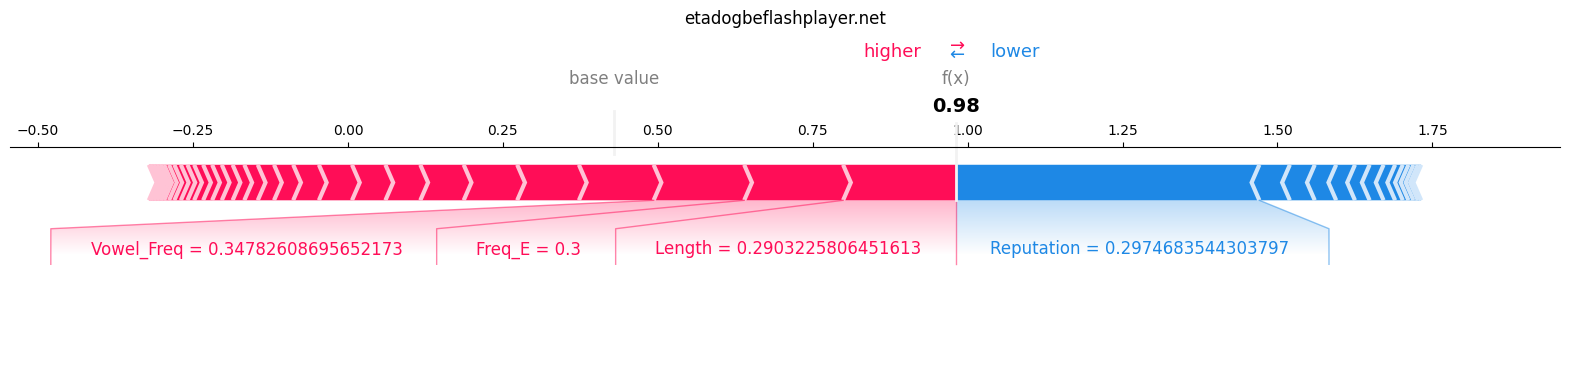 etadogbeflashplayer.net
higher → ← lower
base value f(x)
0.98
−0.50 −0.25 0.00 0.25 0.50 0.75 1.00 1.25 1.50 1.75
Vowel_Freq = 0.34782608695652173 Freq_E = 0.3 Length = 0.2903225806451613 Reputation = 0.2974683544303797